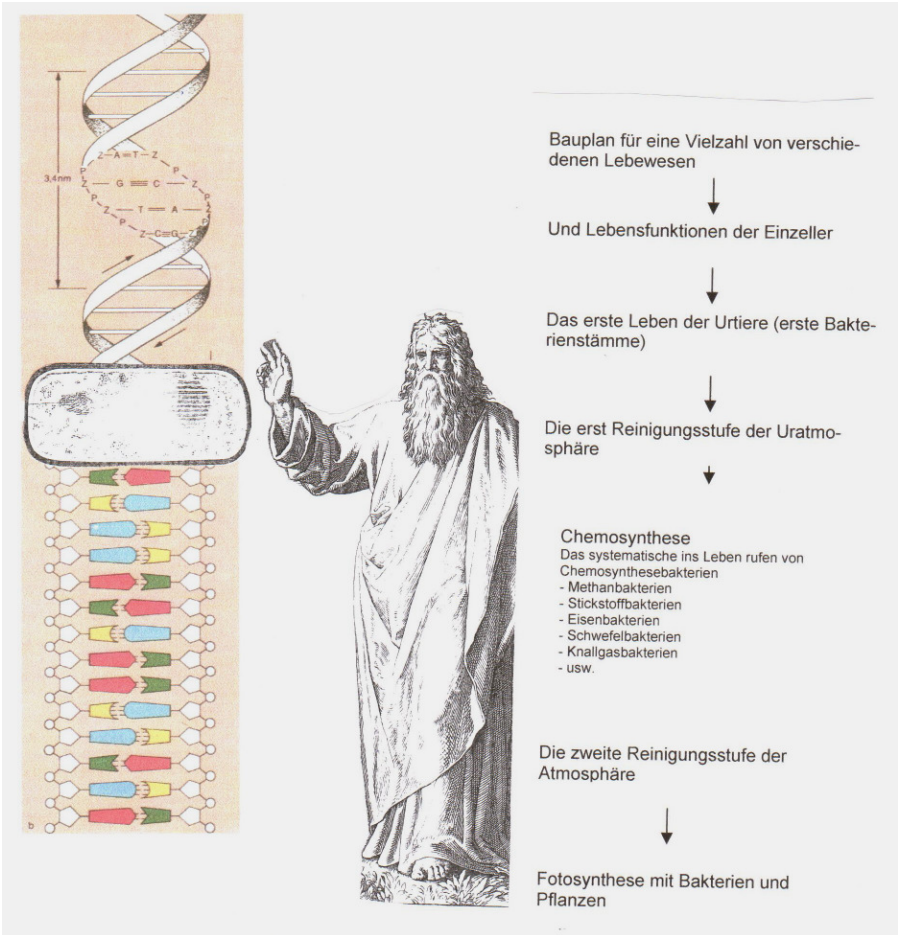 3,4nm
Z–A=T–Z
P
P
Z – G ≡ C – Z
P
P
Z – T = A – Z
P
P
Z–C≡G–Z
b
Bauplan für eine Vielzahl von verschie-
denen Lebewesen
Und Lebensfunktionen der Einzeller
Das erste Leben der Urtiere (erste Bakte-
rienstämme)
Die erst Reinigungsstufe der Uratmo-
sphäre
Chemosynthese
Das systematische ins Leben rufen von
Chemosynthesebakterien
- Methanbakterien
- Stickstoffbakterien
- Eisenbakterien
- Schwefelbakterien
- Knallgasbakterien
- usw.
Die zweite Reinigungsstufe der
Atmosphäre
Fotosynthese mit Bakterien und
Pflanzen